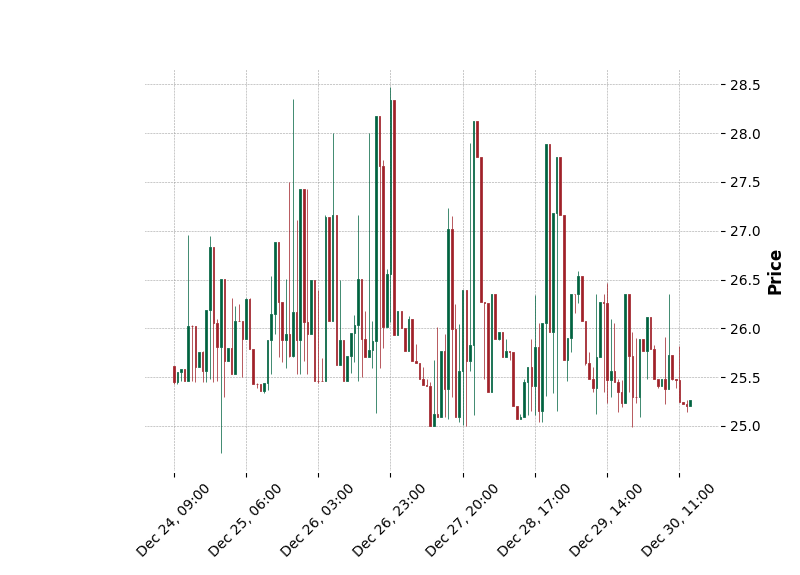 28.5
28.0
27.5
27.0
26.5
26.0
25.5
25.0
Price
Dec 24, 09:00
Dec 25, 06:00
Dec 26, 03:00
Dec 26, 23:00
Dec 27, 20:00
Dec 28, 17:00
Dec 29, 14:00
Dec 30, 11:00